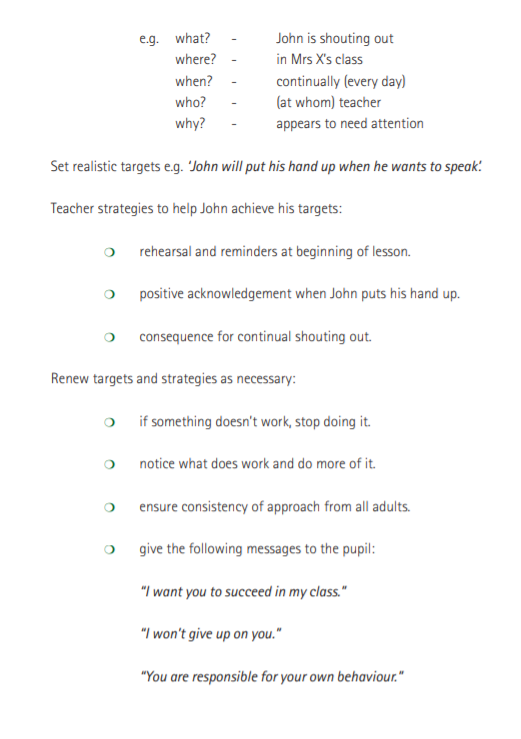 e.g. what? - John is shouting out
where? - in Mrs X's class
when? - continually (every day)
who? - (at whom) teacher
why? - appears to need attention
Set realistic targets e.g. 'John will put his hand up when he wants to speak'.
Teacher strategies to help John achieve his targets:
❍ rehearsal and reminders at beginning of lesson.
❍ positive acknowledgement when John puts his hand up.
❍ consequence for continual shouting out.
Renew targets and strategies as necessary:
❍ if something doesn't work, stop doing it.
❍ notice what does work and do more of it.
❍ ensure consistency of approach from all adults.
❍ give the following messages to the pupil:
"I want you to succeed in my class."
"I won't give up on you."
"You are responsible for your own behaviour."